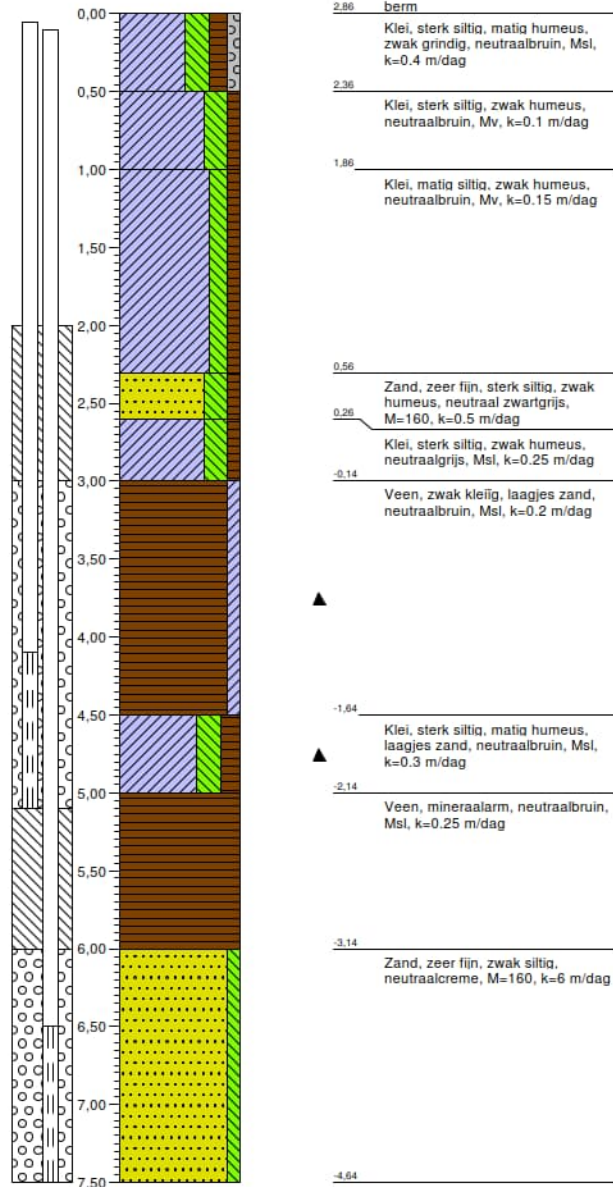 0,00
0,50
1,00
1,50
2,00
2,50
3,00
3,50
4,00
4,50
5,00
5,50
6,00
6,50
7,00
7,50
2,86
berm
Klei, sterk siltig, matig humeus,
zwak grindig, neutraalbruin, Msl,
k=0.4 m/dag
2,36
Klei, sterk siltig, zwak humeus,
neutraalbruin, Mv, k=0.1 m/dag
1,86
Klei, matig siltig, zwak humeus,
neutraalbruin, Mv, k=0.15 m/dag
0,56
Zand, zeer fijn, sterk siltig, zwak
humeus, neutraal zwartgrijs,
M=160, k=0.5 m/dag
0,26
Klei, sterk siltig, zwak humeus,
neutraalgrijs, Msl, k=0.25 m/dag
-0,14
Veen, zwak kleiïg, laagjes zand,
neutraalbruin, Msl, k=0.2 m/dag
-1,64
Klei, sterk siltig, matig humeus,
laagjes zand, neutraalbruin, Msl,
k=0.3 m/dag
-2,14
Veen, mineraalarm, neutraalbruin,
Msl, k=0.25 m/dag
-3,14
Zand, zeer fijn, zwak siltig,
neutraalcreme, M=160, k=6 m/dag
-4,64